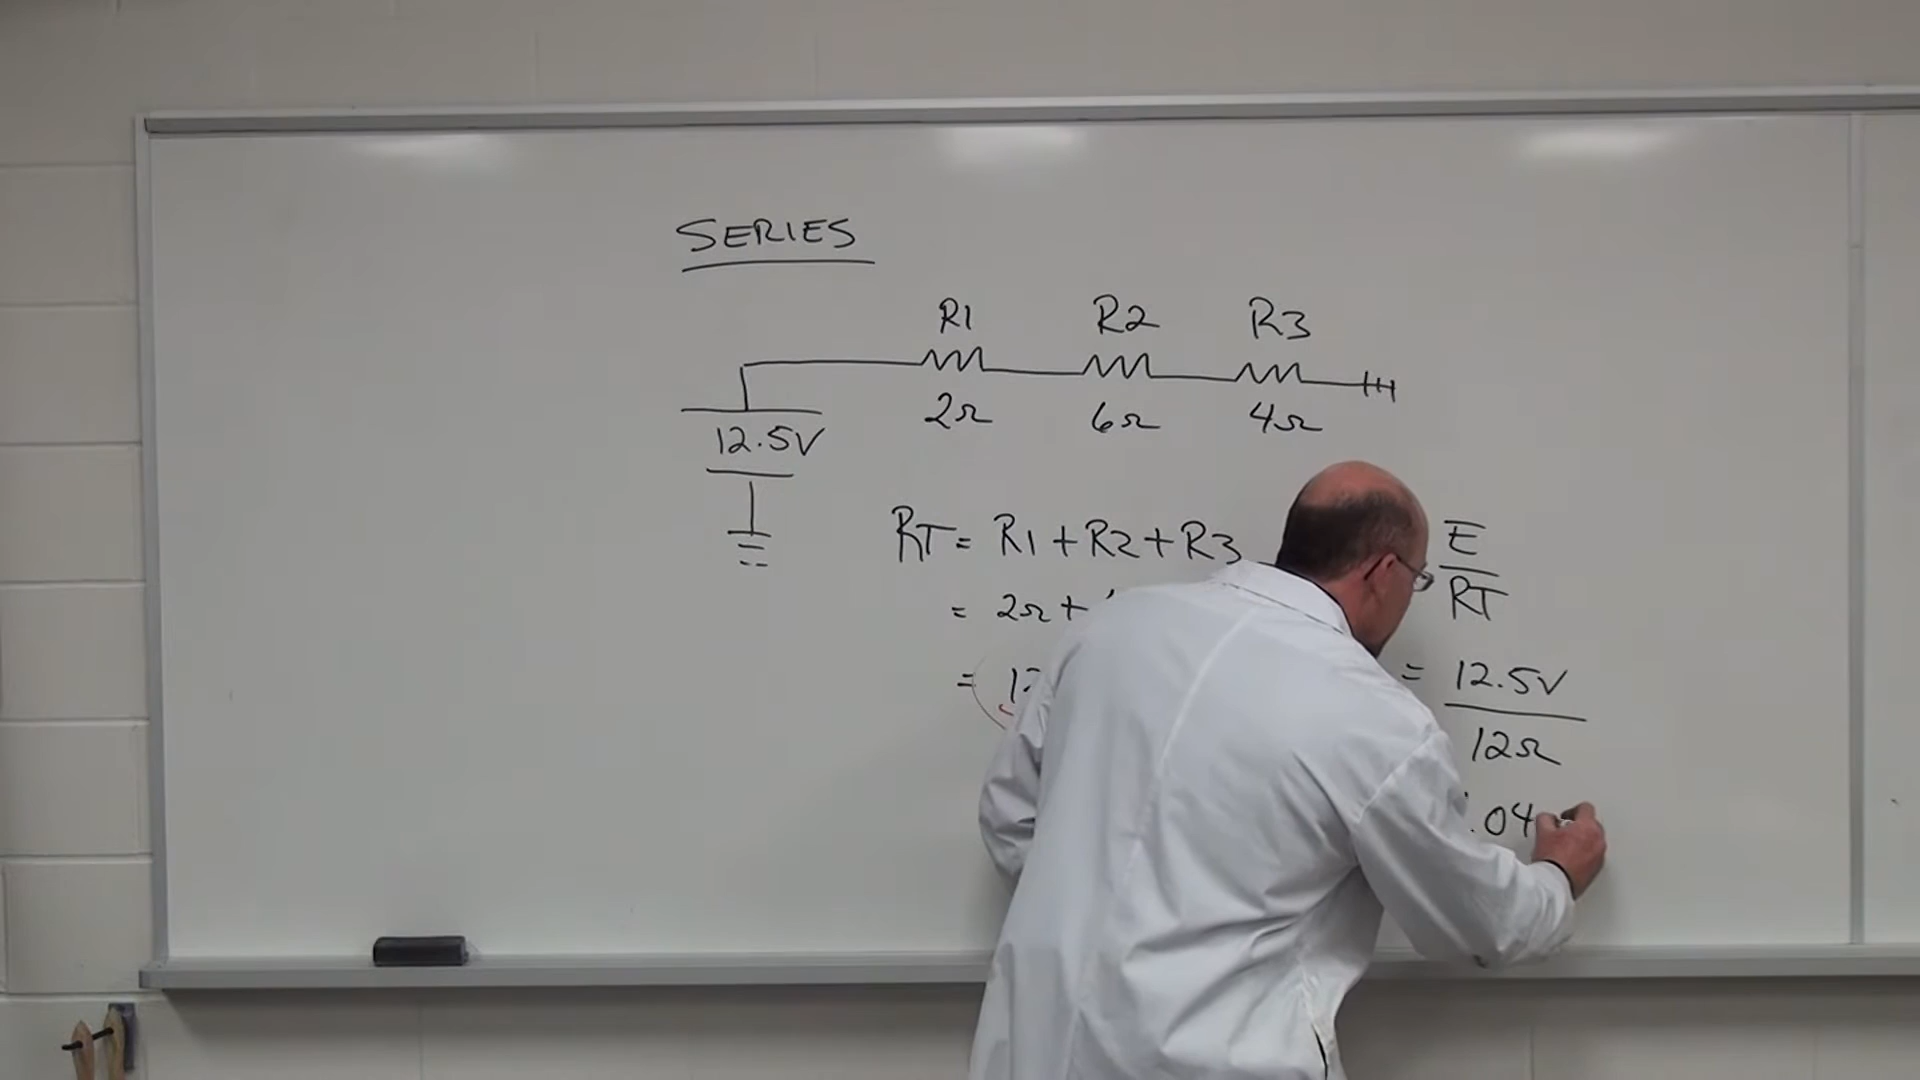 SERIES
R1 R2 R3
2Ω 6Ω 4Ω
12.5V
RT = R1 + R2 + R3
= 2Ω +
= 12
E
RT
= 12.5V
12Ω
.04